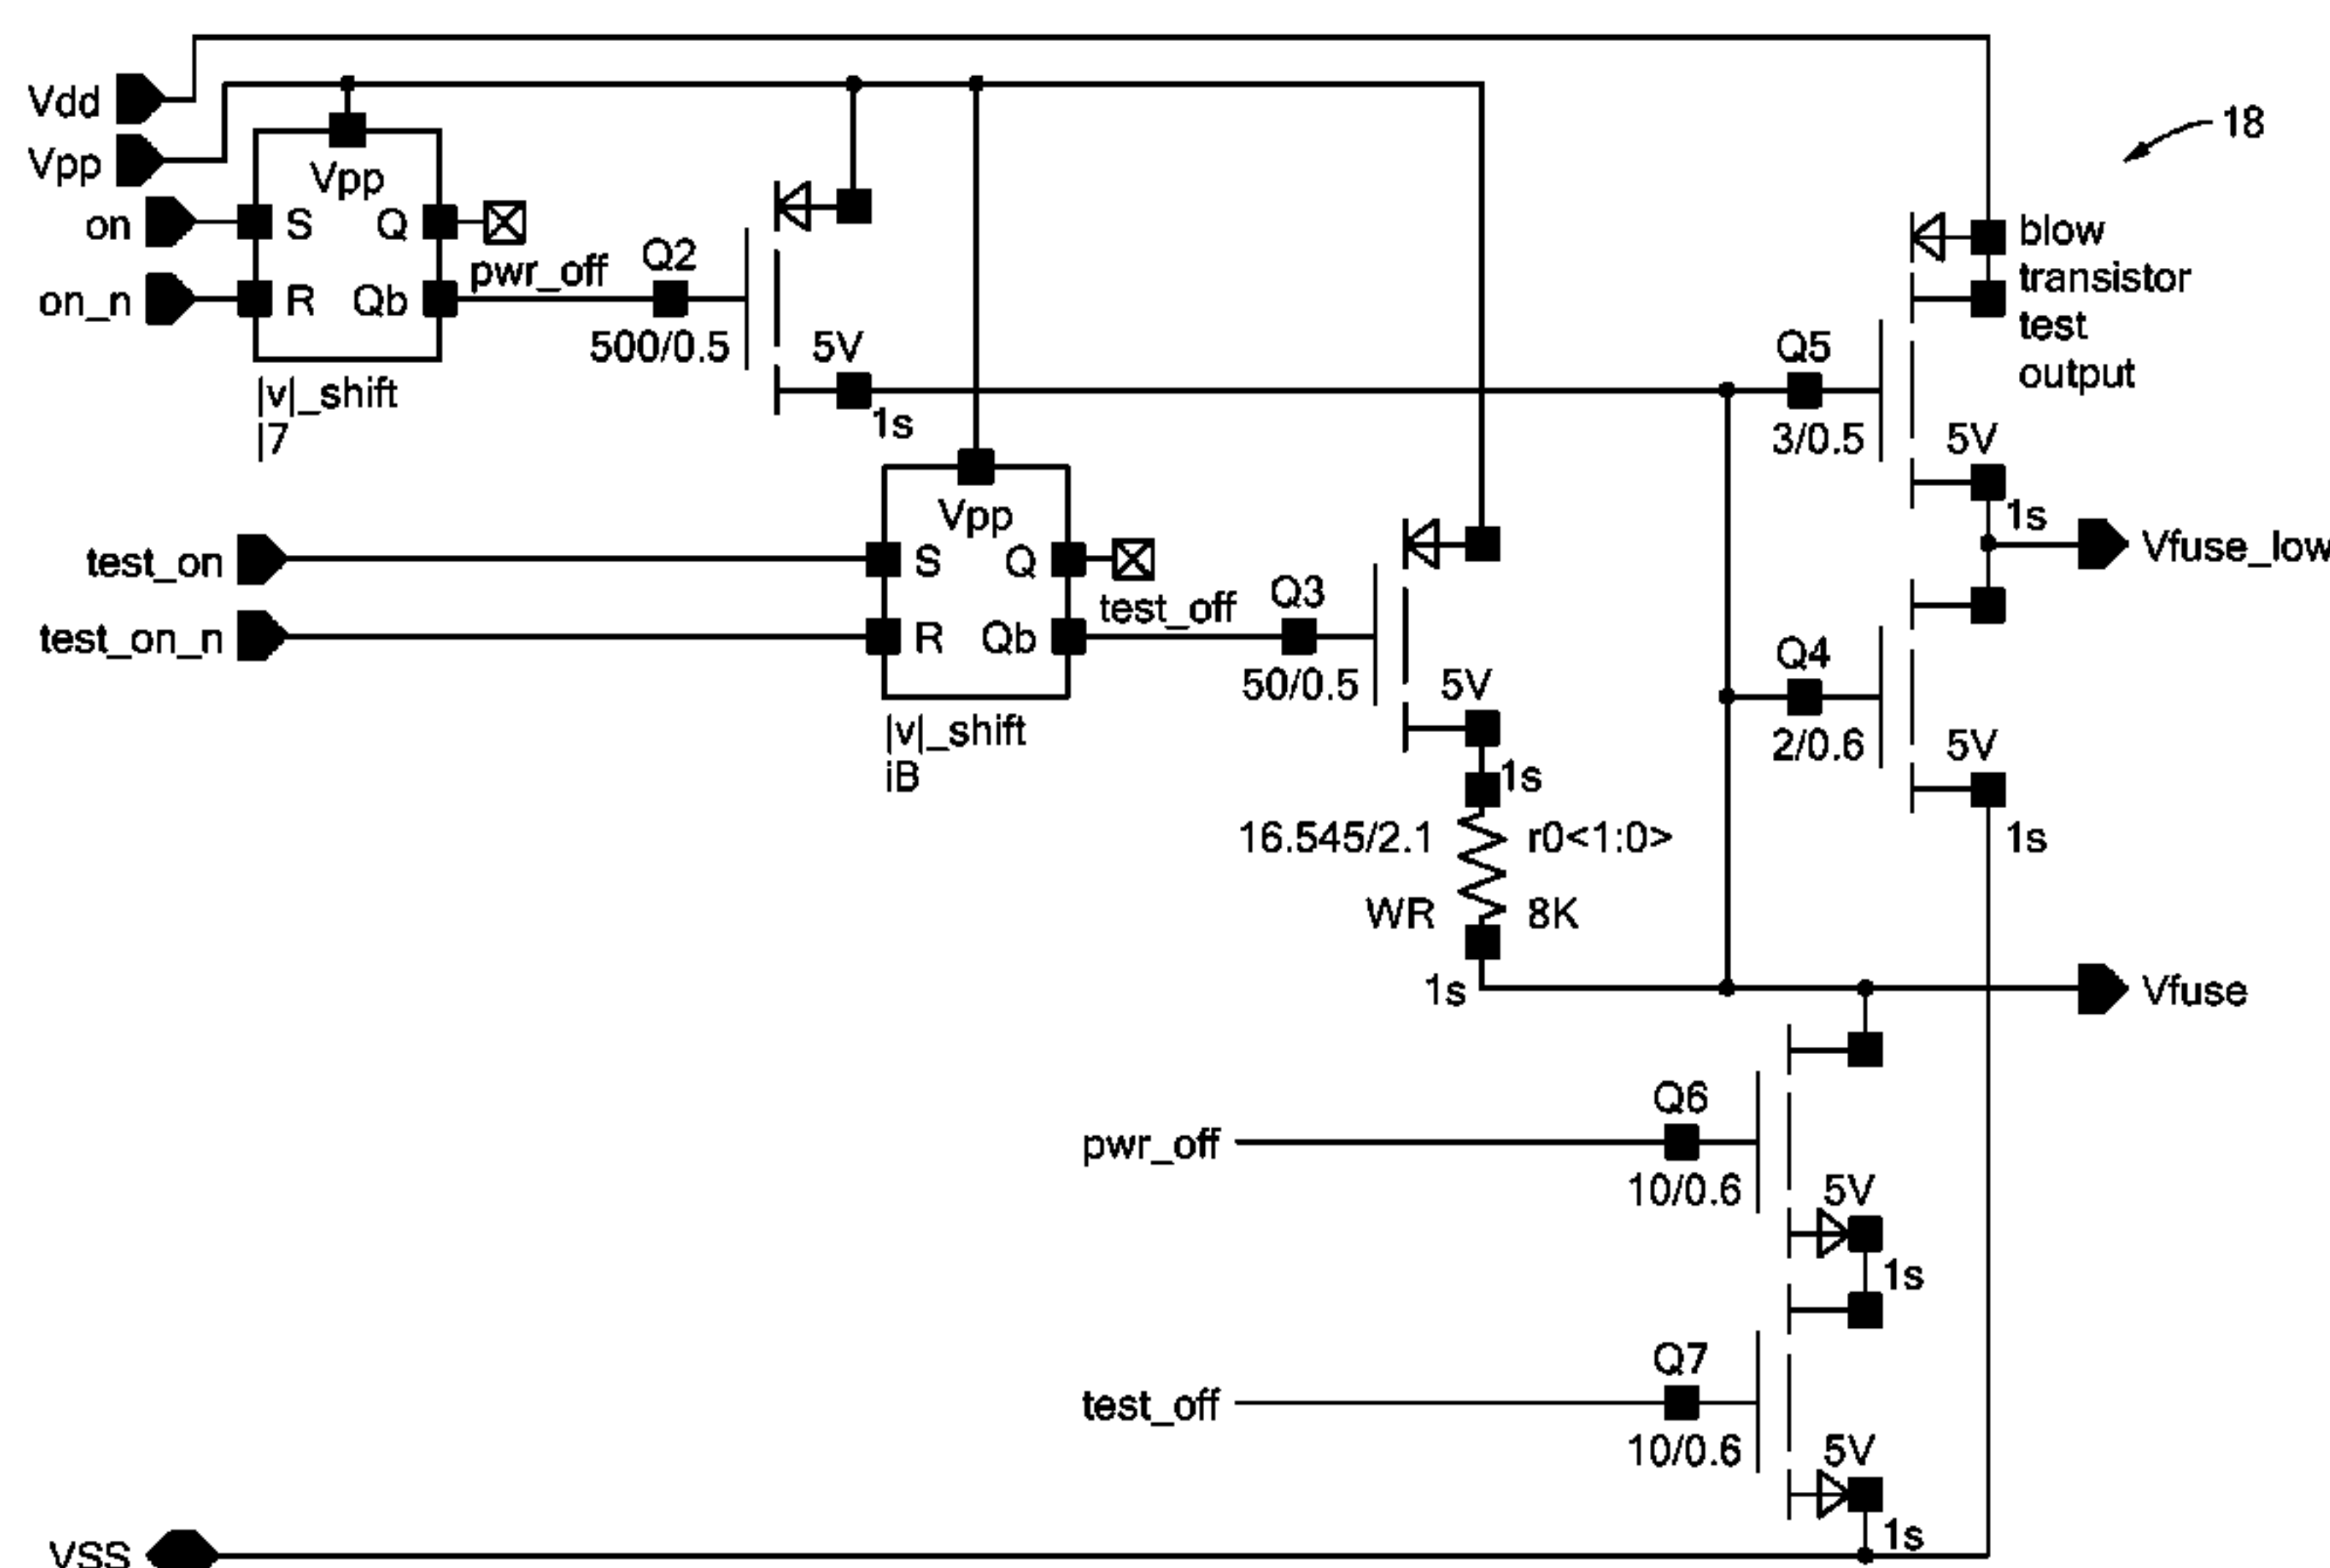 Vdd
Vpp
on
on_n
Vpp
S
Q
R
Qb
|v|_shift
|7
pwr_off
Q2
500/0.5
5V
1s
18
blow
transistor
test
output
Q5
3/0.5
5V
1s
Vfuse_low
test_on
test_on_n
Vpp
S
Q
R
Qb
|v|_shift
iB
test_off
Q3
50/0.5
5V
1s
Q4
2/0.6
5V
1s
16.545/2.1
r0<1:0>
WR
8K
1s
Vfuse
pwr_off
Q6
10/0.6
5V
1s
test_off
Q7
10/0.6
5V
1s
VSS